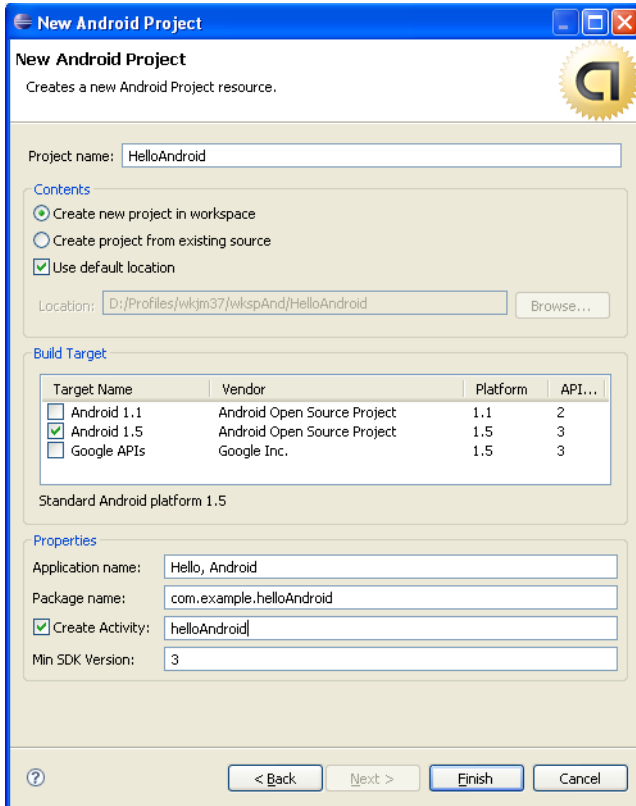 New Android Project
New Android Project
Creates a new Android Project resource.
Project name: HelloAndroid
Contents
Create new project in workspace
Create project from existing source
Use default location
Location: D:/Profiles/wkjm37/wkspAnd/HelloAndroid Browse...
Build Target
Target Name Vendor Platform API...
Android 1.1 Android Open Source Project 1.1 2
Android 1.5 Android Open Source Project 1.5 3
Google APIs Google Inc. 1.5 3
Standard Android platform 1.5
Properties
Application name: Hello, Android
Package name: com.example.helloAndroid
Create Activity: helloAndroid
Min SDK Version: 3
? < Back Next > Finish Cancel